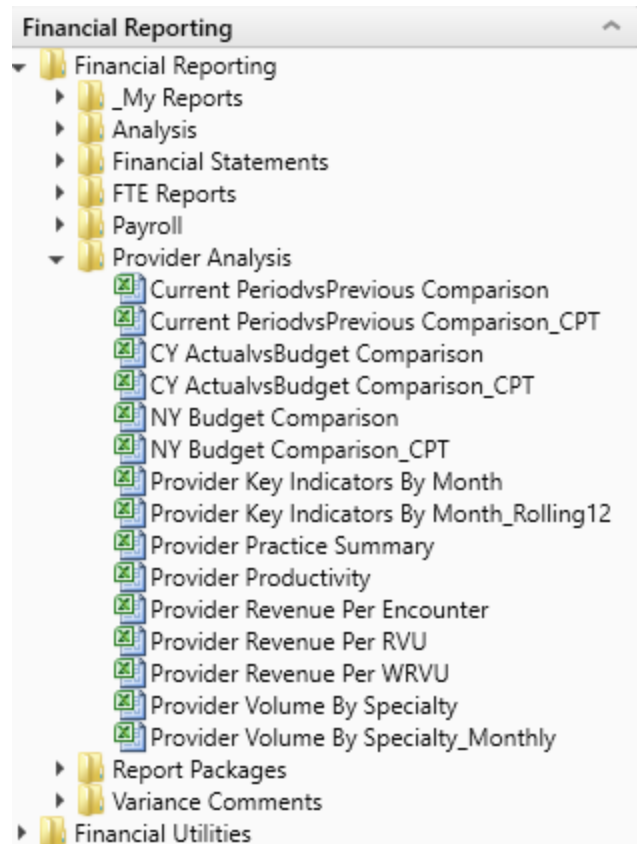 Financial Reporting
Financial Reporting
_My Reports
Analysis
Financial Statements
FTE Reports
Payroll
Provider Analysis
Current PeriodvsPrevious Comparison
Current PeriodvsPrevious Comparison_CPT
CY ActualvsBudget Comparison
CY ActualvsBudget Comparison_CPT
NY Budget Comparison
NY Budget Comparison_CPT
Provider Key Indicators By Month
Provider Key Indicators By Month_Rolling12
Provider Practice Summary
Provider Productivity
Provider Revenue Per Encounter
Provider Revenue Per RVU
Provider Revenue Per WRVU
Provider Volume By Specialty
Provider Volume By Specialty_Monthly
Report Packages
Variance Comments
Financial Utilities